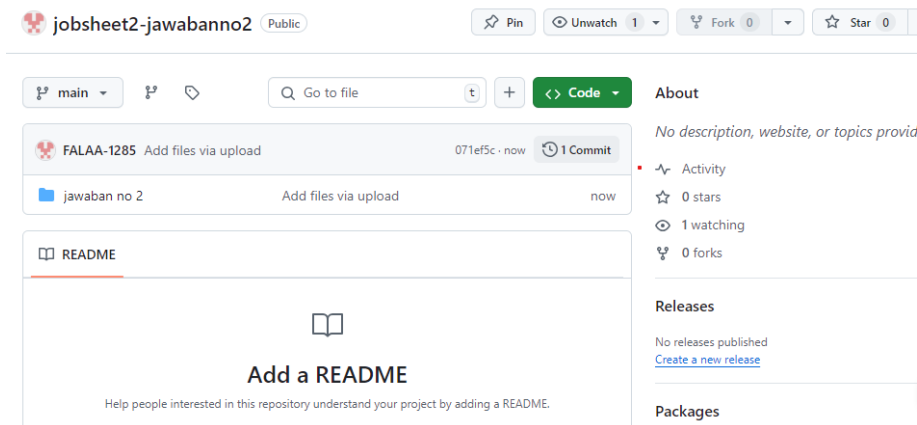 jobsheet2-jawabanno2 Public
Pin Unwatch 1 Fork 0 Star 0
main Go to file t Code
About
No description, website, or topics provid
FALAA-1285 Add files via upload 071ef5c · now 1 Commit
jawaban no 2 Add files via upload now
Activity
0 stars
1 watching
0 forks
README
Add a README
Help people interested in this repository understand your project by adding a README.
Releases
No releases published
Create a new release
Packages